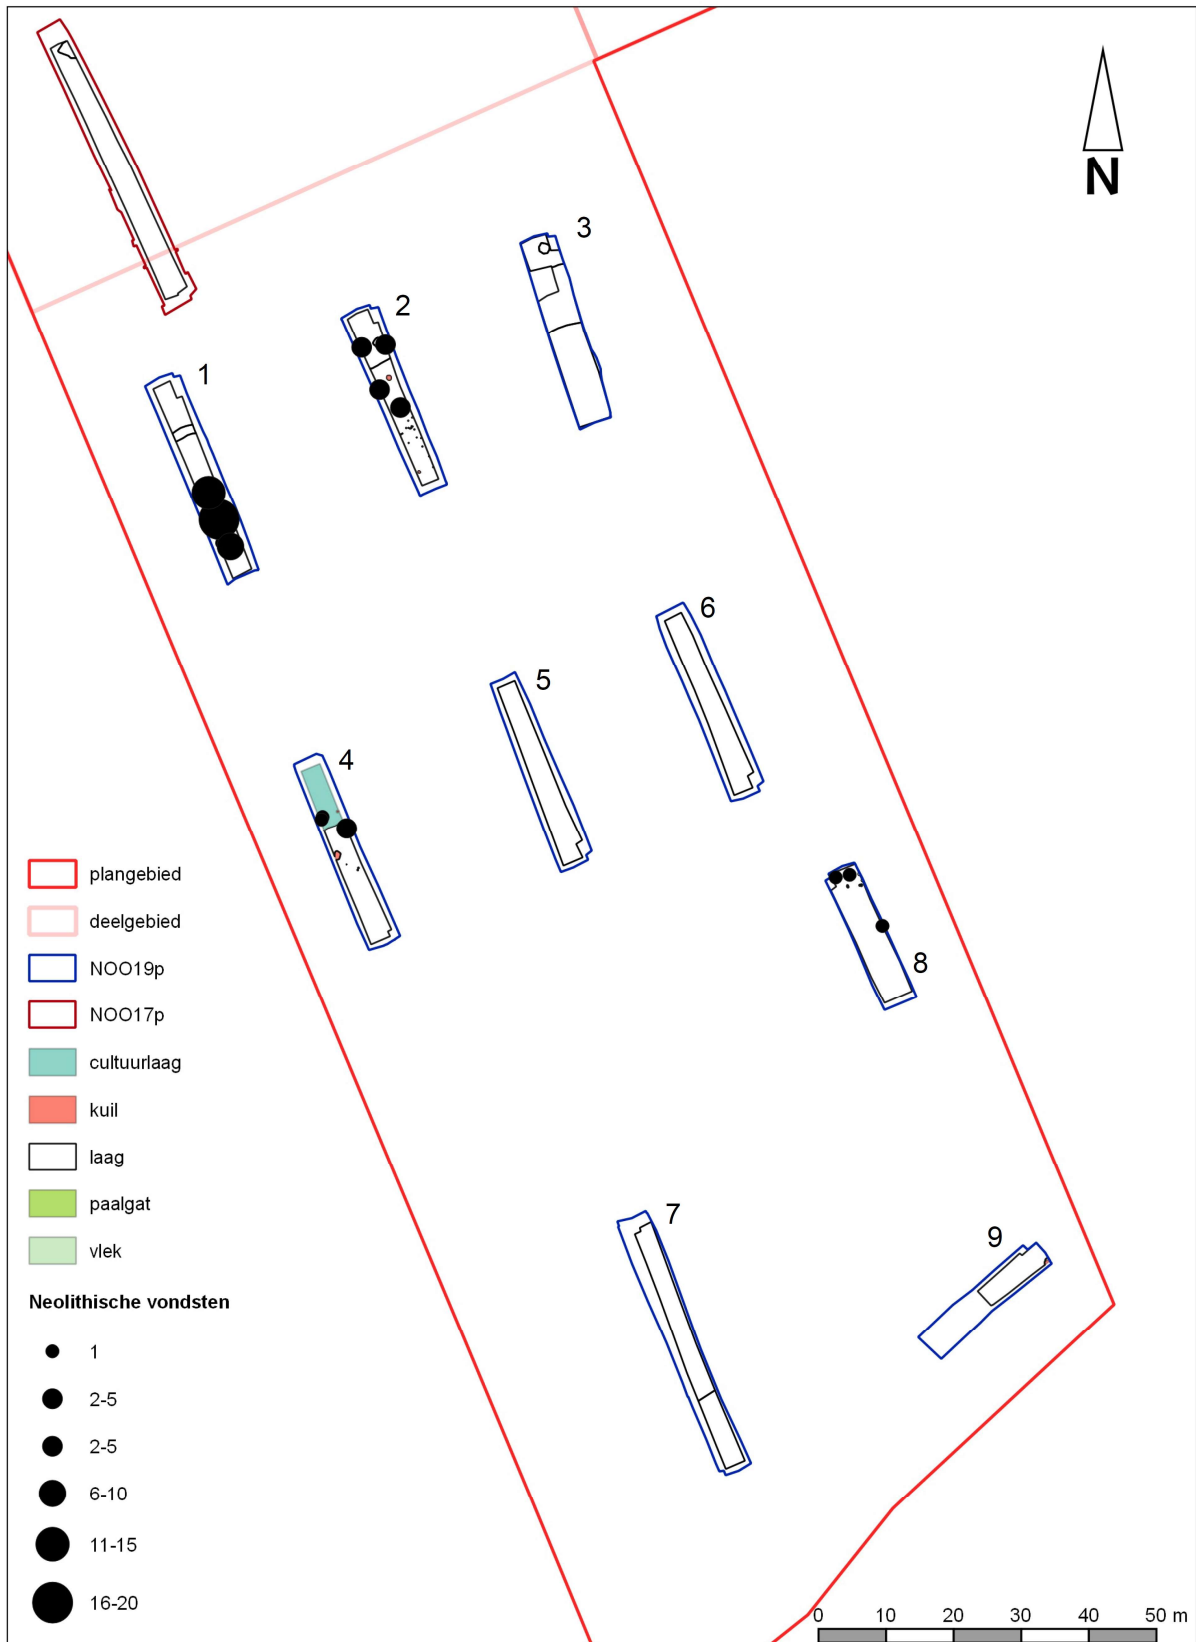 N
3
2
1
6
5
4
8
7
9
plangebied
deelgebied
NOO19p
NOO17p
cultuurlaag
kuil
laag
paalgat
vlek
Neolithische vondsten
1
2-5
2-5
6-10
11-15
16-20
0 10 20 30 40 50 m